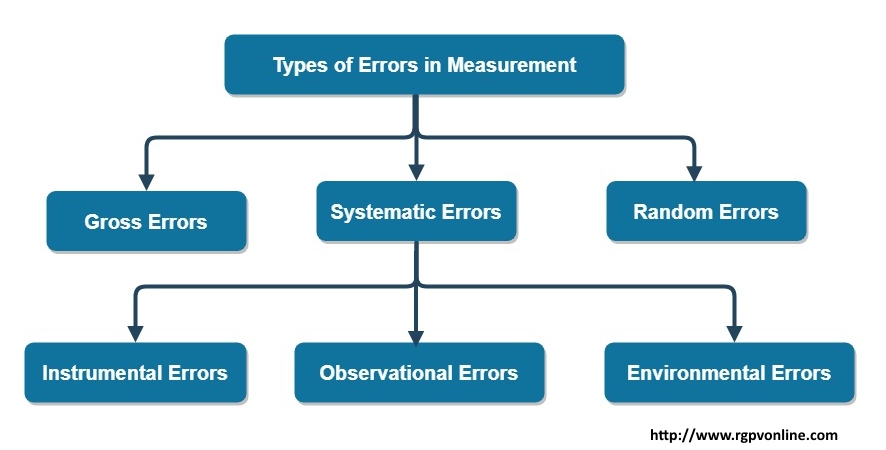 Types of Errors in Measurement
Gross Errors
Systematic Errors
Random Errors
Instrumental Errors
Observational Errors
Environmental Errors
http://www.rgpvonline.com